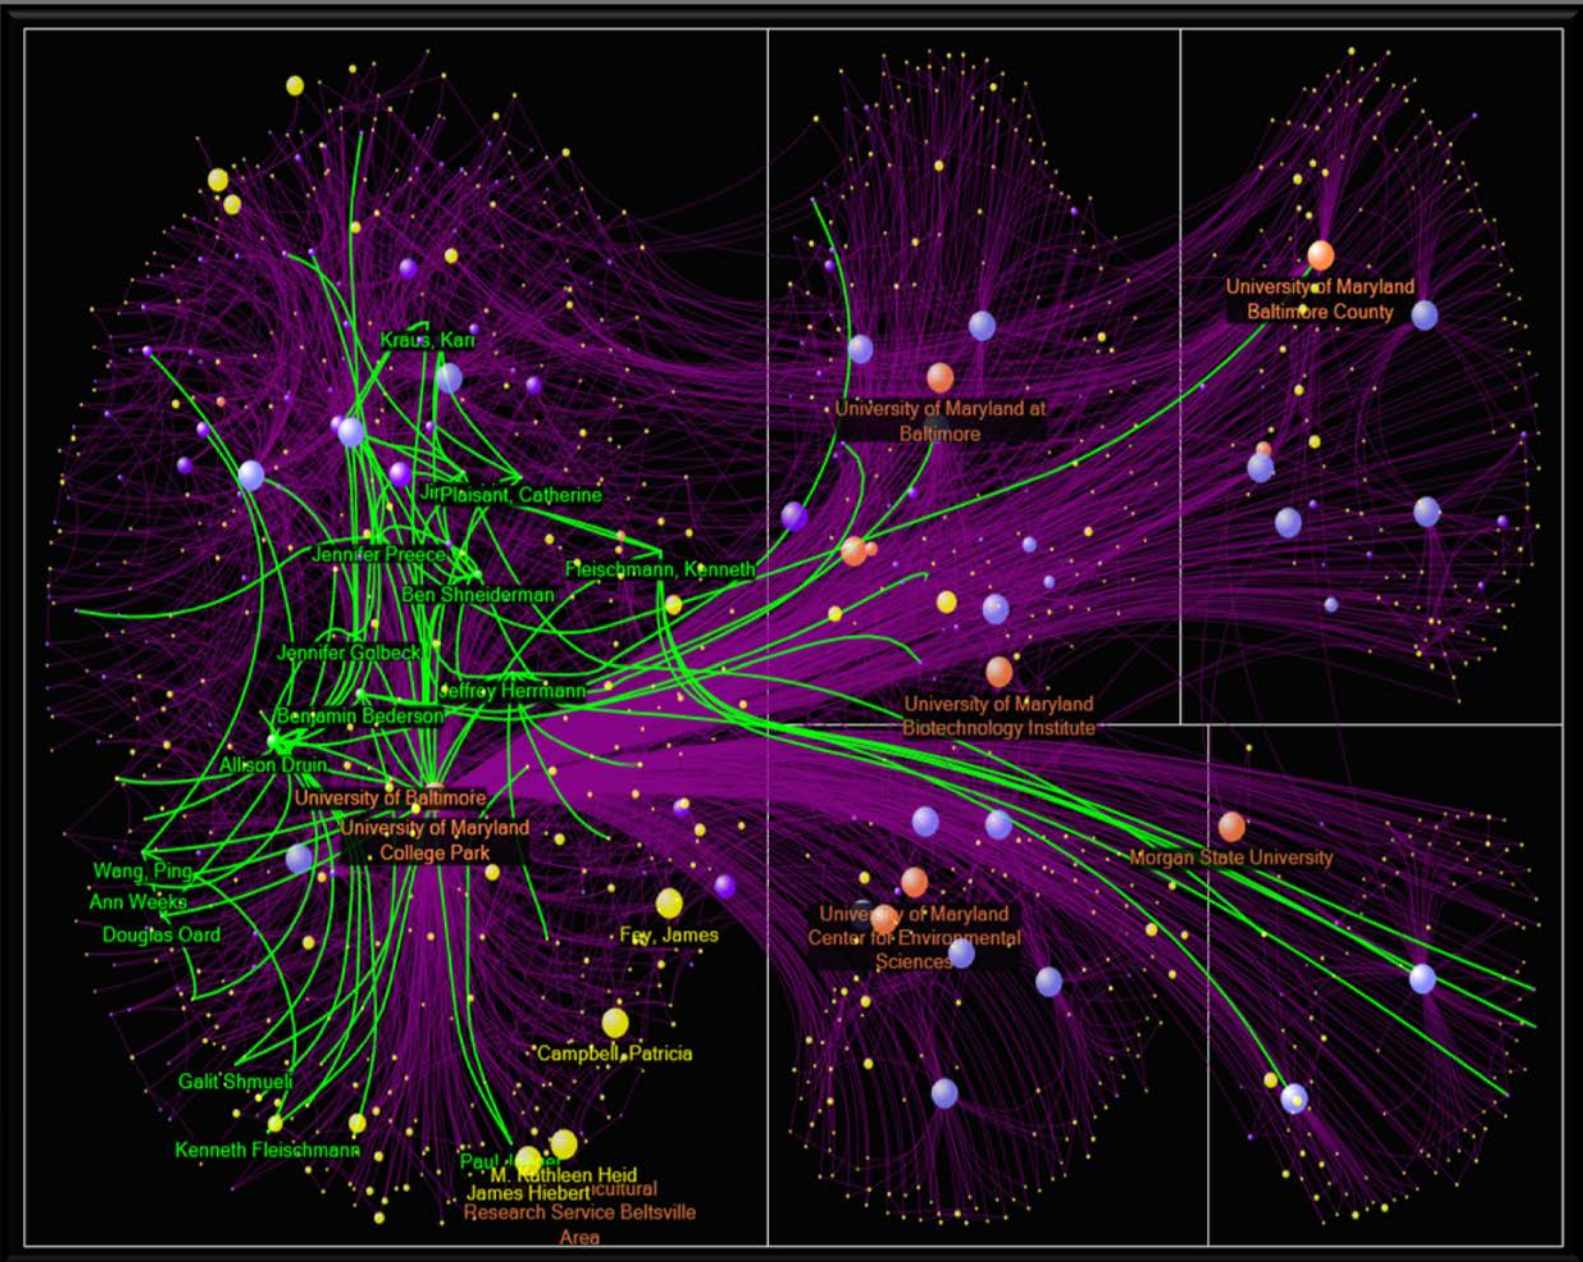 Kraus, Kari
Plaisant, Catherine
Jennifer Preece
Fleischmann, Kenneth
Ben Shneiderman
Jennifer Golbeck
Jeffrey Herrmann
Benjamin Bederson
Allison Druin
University of Baltimore
University of Maryland
College Park
Wang, Ping
Ann Weeks
Douglas Oard
Fey, James
Campbell, Patricia
Galit Shmueli
Kenneth Fleischmann
Paul
M. Kathleen Heid
James Hiebert
icultural
Research Service Beltsville
Area
University of Maryland at
Baltimore
University of Maryland
Baltimore County
University of Maryland
Biotechnology Institute
University of Maryland
Center for Environmental
Sciences
Morgan State University